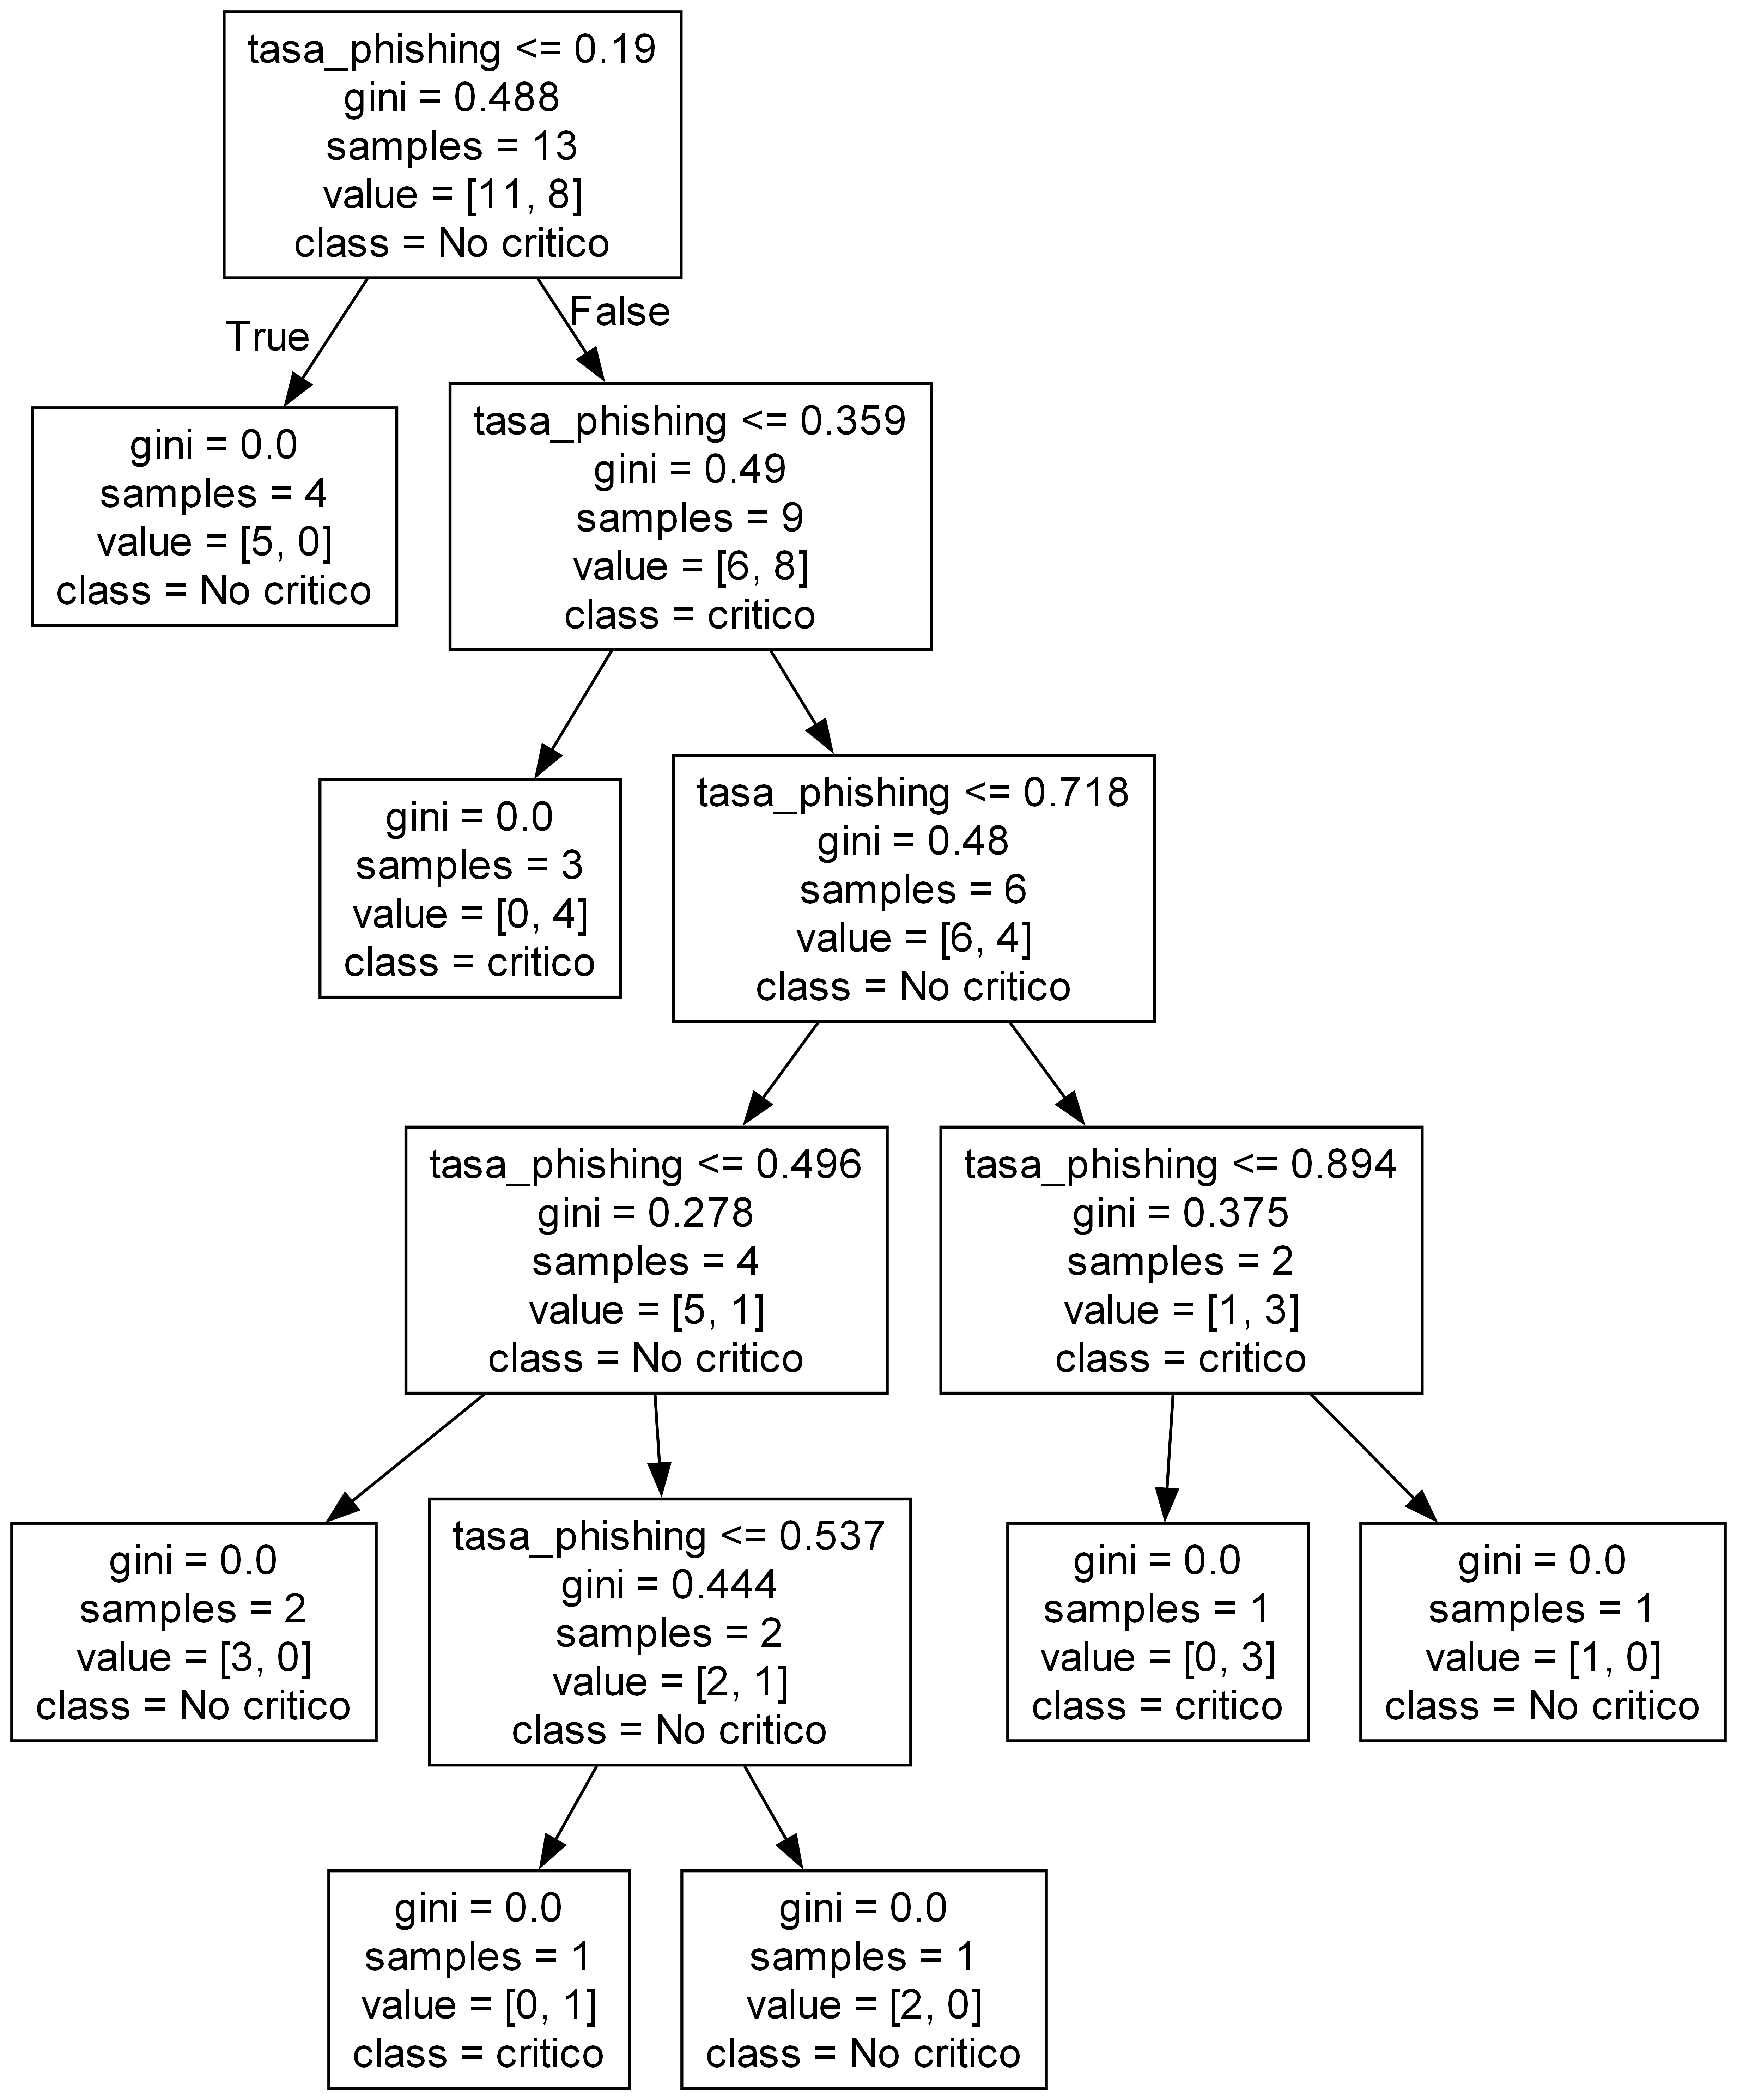 tasa_phishing <= 0.19
gini = 0.488
samples = 13
value = [11, 8]
class = No critico
True
False
gini = 0.0
samples = 4
value = [5, 0]
class = No critico
tasa_phishing <= 0.359
gini = 0.49
samples = 9
value = [6, 8]
class = critico
gini = 0.0
samples = 3
value = [0, 4]
class = critico
tasa_phishing <= 0.718
gini = 0.48
samples = 6
value = [6, 4]
class = No critico
tasa_phishing <= 0.496
gini = 0.278
samples = 4
value = [5, 1]
class = No critico
tasa_phishing <= 0.894
gini = 0.375
samples = 2
value = [1, 3]
class = critico
gini = 0.0
samples = 2
value = [3, 0]
class = No critico
tasa_phishing <= 0.537
gini = 0.444
samples = 2
value = [2, 1]
class = No critico
gini = 0.0
samples = 1
value = [0, 3]
class = critico
gini = 0.0
samples = 1
value = [1, 0]
class = No critico
gini = 0.0
samples = 1
value = [0, 1]
class = critico
gini = 0.0
samples = 1
value = [2, 0]
class = No critico